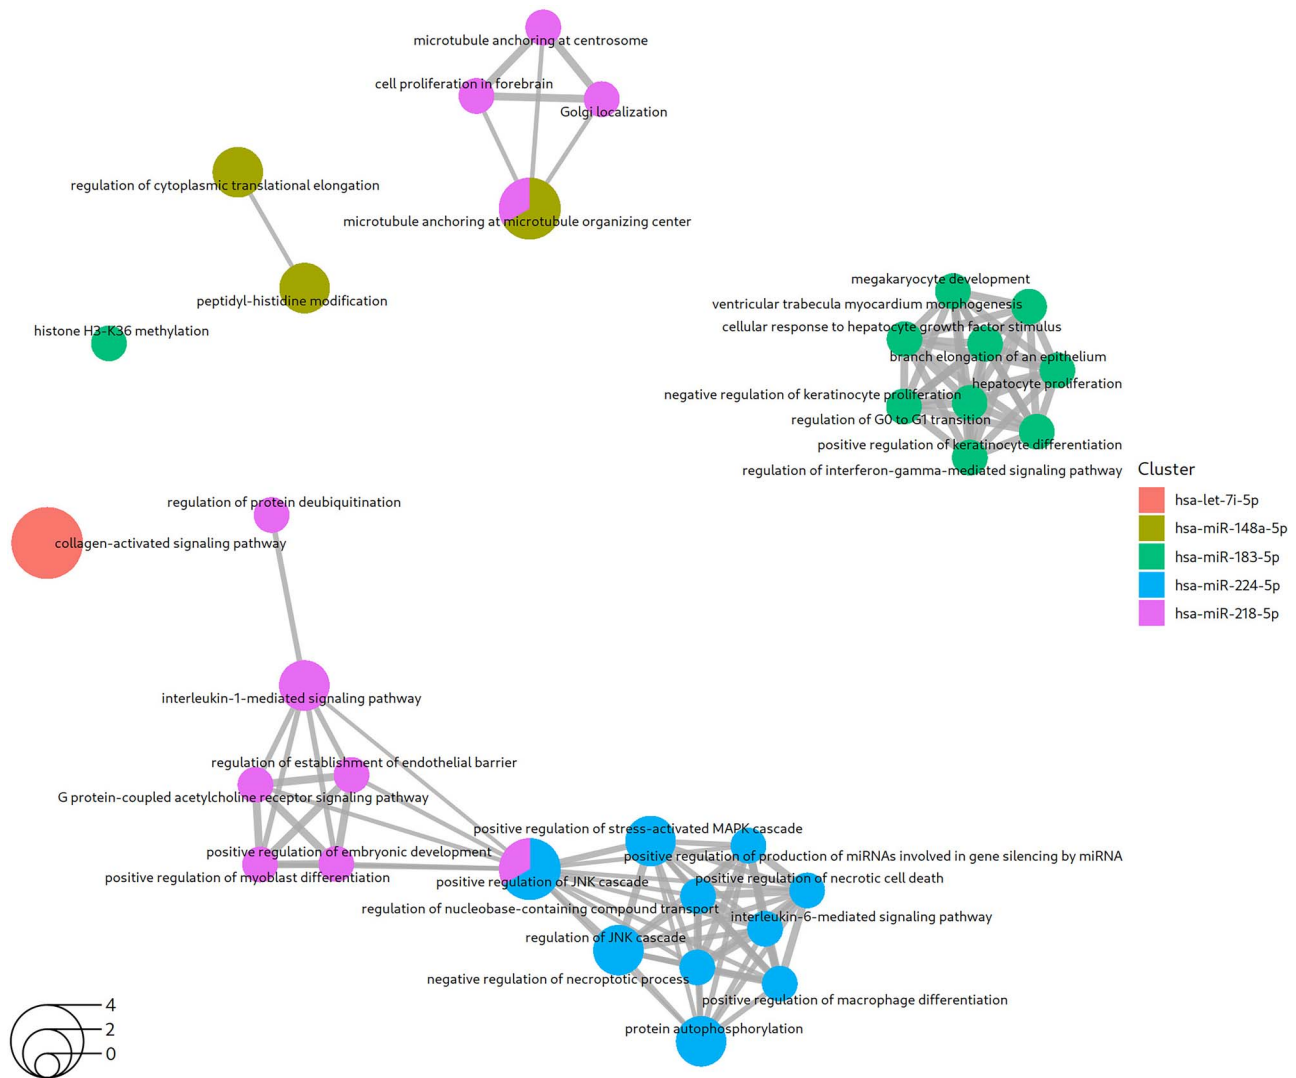 microtubule anchoring at centrosome
cell proliferation in forebrain
Golgi localization
regulation of cytoplasmic translational elongation
microtubule anchoring at microtubule organizing center
peptidyl-histidine modification
histone H3-K36 methylation
megakaryocyte development
ventricular trabecula myocardium morphogenesis
cellular response to hepatocyte growth factor stimulus
branch elongation of an epithelium
hepatocyte proliferation
negative regulation of keratinocyte proliferation
regulation of G0 to G1 transition
positive regulation of keratinocyte differentiation
regulation of interferon-gamma-mediated signaling pathway
Cluster
hsa-let-7i-5p
hsa-miR-148a-5p
hsa-miR-183-5p
hsa-miR-224-5p
hsa-miR-218-5p
regulation of protein deubiquitination
collagen-activated signaling pathway
interleukin-1-mediated signaling pathway
regulation of establishment of endothelial barrier
G protein-coupled acetylcholine receptor signaling pathway
positive regulation of embryonic development
positive regulation of myoblast differentiation
positive regulation of stress-activated MAPK cascade
positive regulation of production of miRNAs involved in gene silencing by miRNA
positive regulation of JNK cascade
positive regulation of necrotic cell death
regulation of nucleobase-containing compound transport
interleukin-6-mediated signaling pathway
regulation of JNK cascade
negative regulation of necroptotic process
positive regulation of macrophage differentiation
protein autophosphorylation
4
2
0